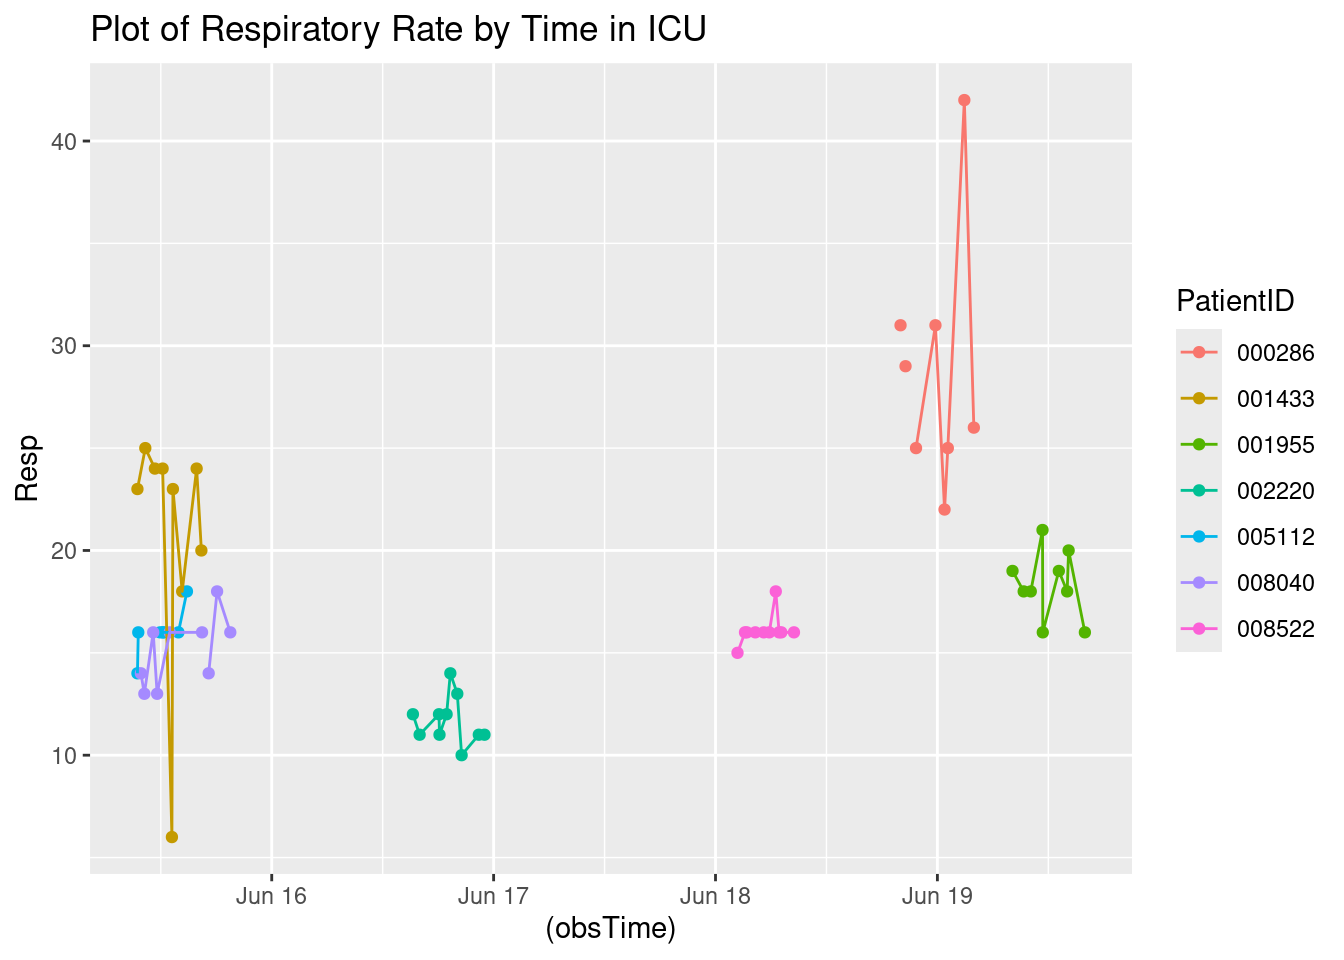 Plot of Respiratory Rate by Time in ICU
Resp
40
30
20
10
Jun 16
Jun 17
Jun 18
Jun 19
(obsTime)
PatientID
000286
001433
001955
002220
005112
008040
008522